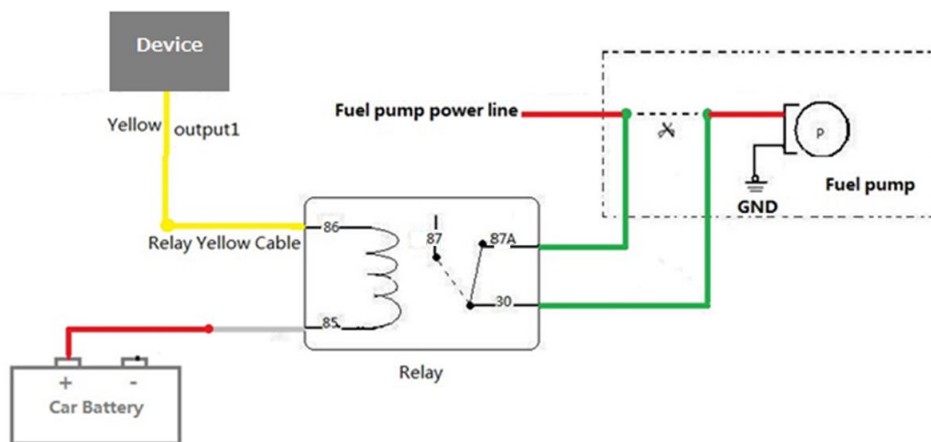 Device
Yellow
output1
Fuel pump power line
P
Fuel pump
GND
Relay Yellow Cable
86
87
87A
30
85
Relay
+
-
Car Battery